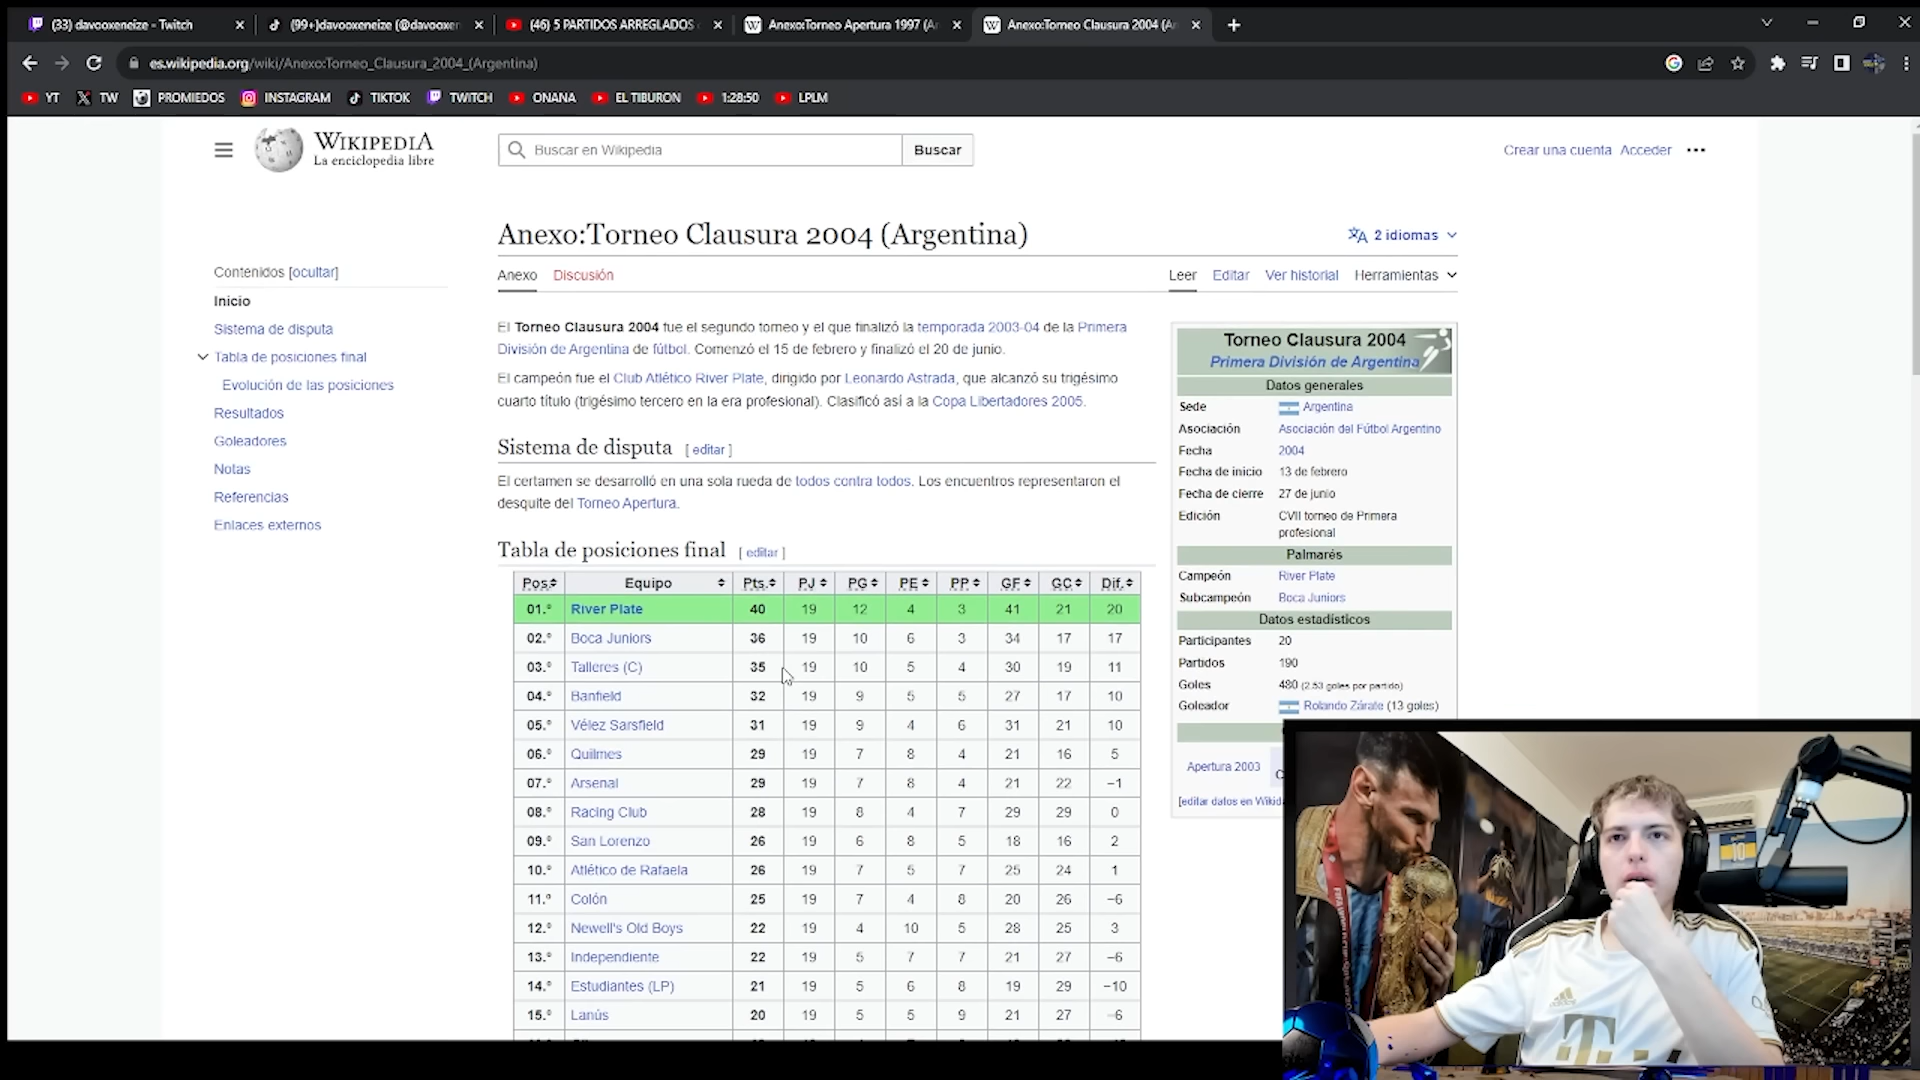 (33) davooxeneize - Twitch
(99+)davooxeneize (@davooxen
(46) 5 PARTIDOS ARREGLADOS
Anexo:Torneo Apertura 1997 (A
Anexo:Torneo Clausura 2004 (A
es.wikipedia.org/wiki/Anexo:Torneo_Clausura_2004_(Argentina)
YT TW PROMIEDOS INSTAGRAM TIKTOK TWITCH ONANA EL TIBURON 1:28:50 LPLM
WIKIPEDIA
La enciclopedia libre
Buscar en Wikipedia Buscar
Crear una cuenta Acceder
Anexo:Torneo Clausura 2004 (Argentina)
2 idiomas
Anexo Discusión
Leer Editar Ver historial Herramientas
Contenidos [ocultar]
Inicio
Sistema de disputa
Tabla de posiciones final
Evolución de las posiciones
Resultados
Goleadores
Notas
Referencias
Enlaces externos
El Torneo Clausura 2004 fue el segundo torneo y el que finalizó la temporada 2003-04 de la Primera
División de Argentina de fútbol. Comenzó el 15 de febrero y finalizó el 20 de junio.
El campeón fue el Club Atlético River Plate, dirigido por Leonardo Astrada, que alcanzó su trigésimo
cuarto título (trigésimo tercero en la era profesional). Clasificó así a la Copa Libertadores 2005.
Sistema de disputa [ editar ]
El certamen se desarrolló en una sola rueda de todos contra todos. Los encuentros representaron el
desquite del Torneo Apertura.
Tabla de posiciones final [ editar ]
Pos. Equipo Pts. PJ PG PE PP GF GC Dif.
01.º River Plate 40 19 12 4 3 41 21 20
02.º Boca Juniors 36 19 10 6 3 34 17 17
03.º Talleres (C) 35 19 10 5 4 30 19 11
04.º Banfield 32 19 9 5 5 27 17 10
05.º Vélez Sarsfield 31 19 9 4 6 31 21 10
06.º Quilmes 29 19 7 8 4 21 16 5
07.º Arsenal 29 19 7 8 4 21 22 −1
08.º Racing Club 28 19 8 4 7 29 29 0
09.º San Lorenzo 26 19 6 8 5 18 16 2
10.º Atlético de Rafaela 26 19 7 5 7 25 24 1
11.º Colón 25 19 7 4 8 20 26 −6
12.º Newell's Old Boys 22 19 4 10 5 28 25 3
13.º Independiente 22 19 5 7 7 21 27 −6
14.º Estudiantes (LP) 21 19 5 6 8 19 29 −10
15.º Lanús 20 19 5 5 9 21 27 −6
Torneo Clausura 2004
Primera División de Argentina
Datos generales
Sede Argentina
Asociación Asociación del Fútbol Argentino
Fecha 2004
Fecha de inicio 13 de febrero
Fecha de cierre 27 de junio
Edición CVII torneo de Primera
profesional
Palmarés
Campeón River Plate
Subcampeón Boca Juniors
Datos estadísticos
Participantes 20
Partidos 190
Goles 480 (2.53 goles por partido)
Goleador Rolando Zárate (13 goles)
Apertura 2003
[editar datos en Wikid
10
adidas